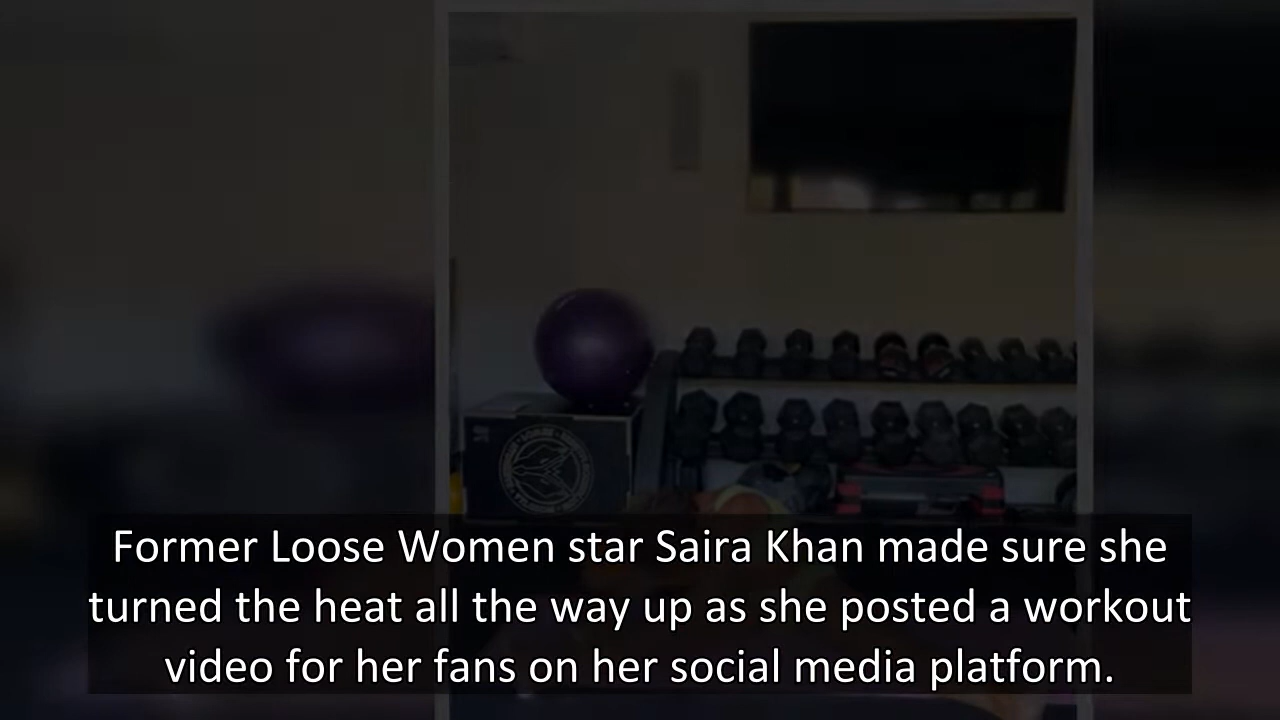 Former Loose Women star Saira Khan made sure she
turned the heat all the way up as she posted a workout
video for her fans on her social media platform.